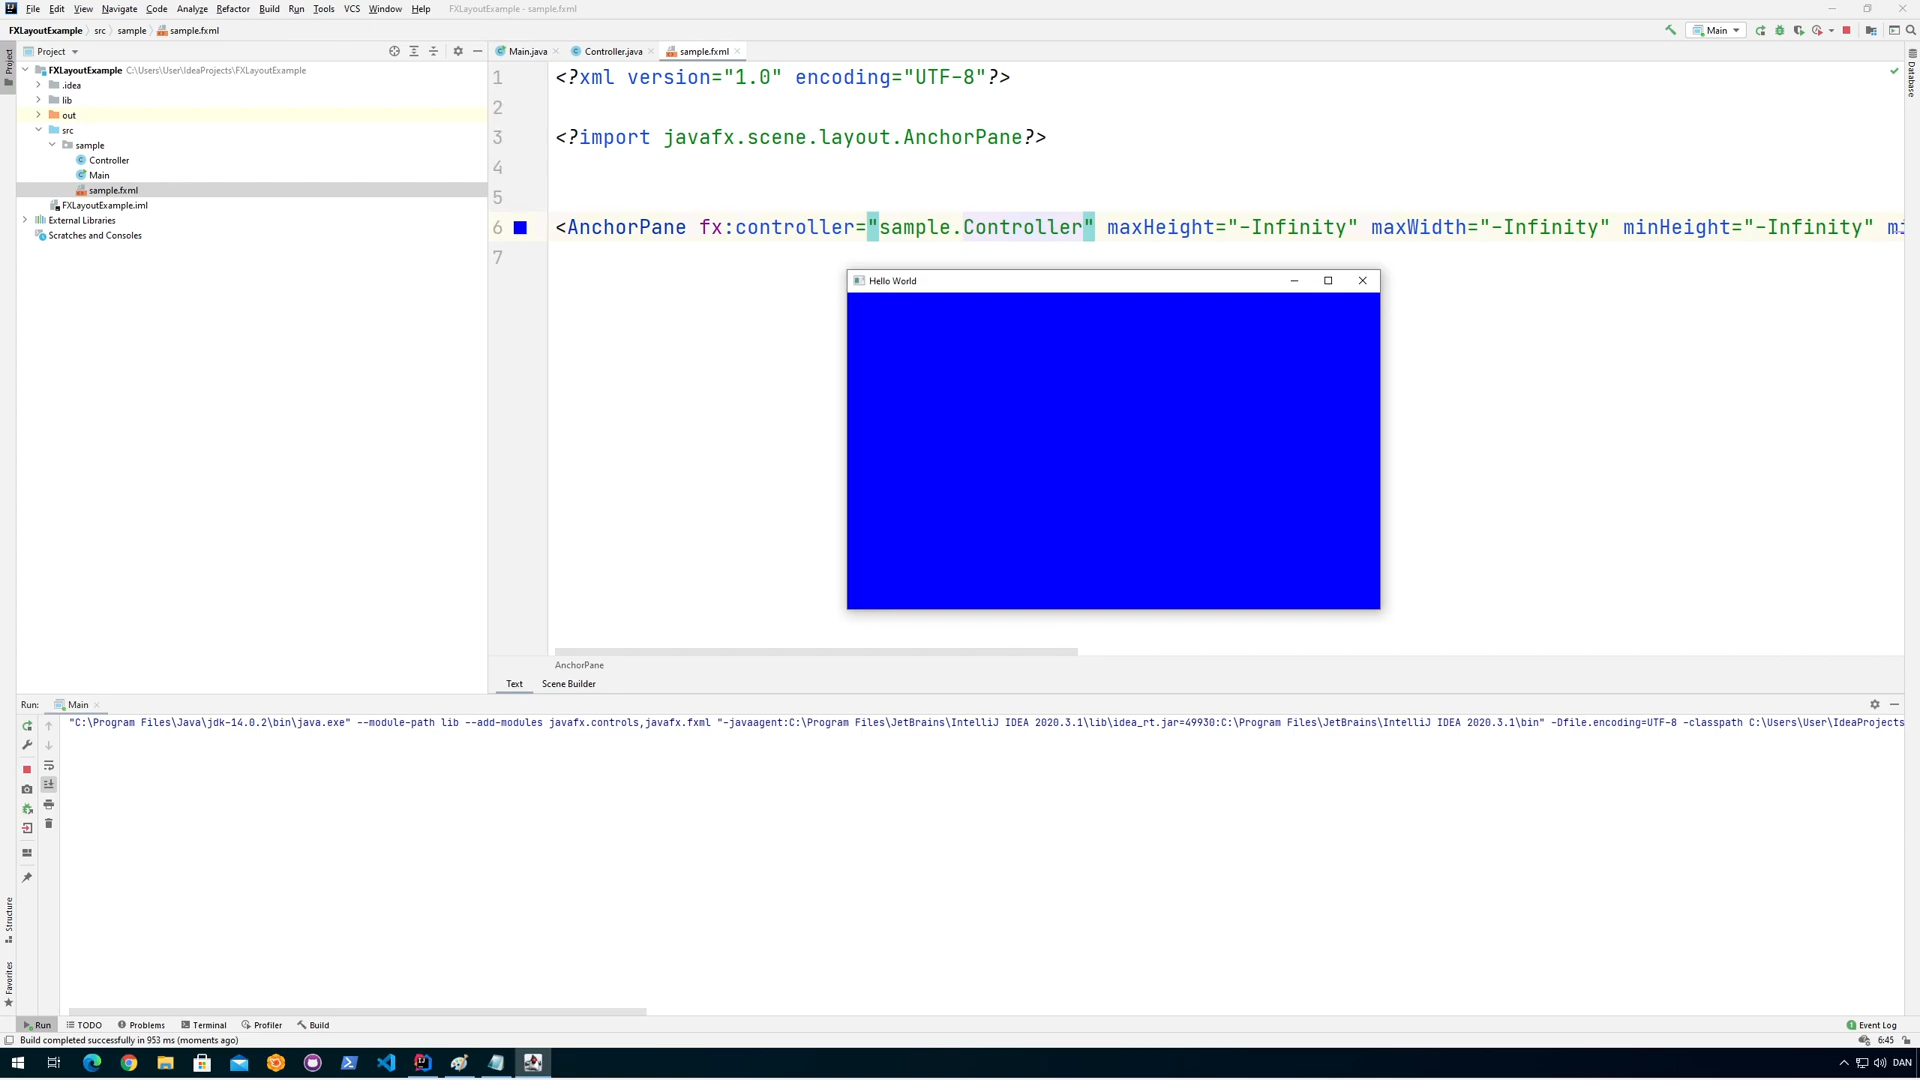 File Edit View Navigate Code Analyze Refactor Build Run Tools VCS Window Help FXLayoutExample - sample.fxml
FXLayoutExample src sample sample.fxml
Main
Project
Main.java Controller.java sample.fxml
Project
Database
FXLayoutExample C:\Users\User\IdeaProjects\FXLayoutExample
.idea
lib
out
src
sample
Controller
Main
sample.fxml
FXLayoutExample.iml
External Libraries
Scratches and Consoles
1 <?xml version="1.0" encoding="UTF-8"?>
2
3 <?import javafx.scene.layout.AnchorPane?>
4
5
6 <AnchorPane fx:controller="sample.Controller" maxHeight="-Infinity" maxWidth="-Infinity" minHeight="-Infinity" mi
7
Hello World
AnchorPane
Text Scene Builder
Run: Main
"C:\Program Files\Java\jdk-14.0.2\bin\java.exe" --module-path lib --add-modules javafx.controls,javafx.fxml "-javaagent:C:\Program Files\JetBrains\IntelliJ IDEA 2020.3.1\lib\idea_rt.jar=49930:C:\Program Files\JetBrains\IntelliJ IDEA 2020.3.1\bin" -Dfile.encoding=UTF-8 -classpath C:\Users\User\IdeaProjects
Structure
Favorites
Run TODO Problems Terminal Profiler Build
1 Event Log
Build completed successfully in 953 ms (moments ago)
6:45
DAN